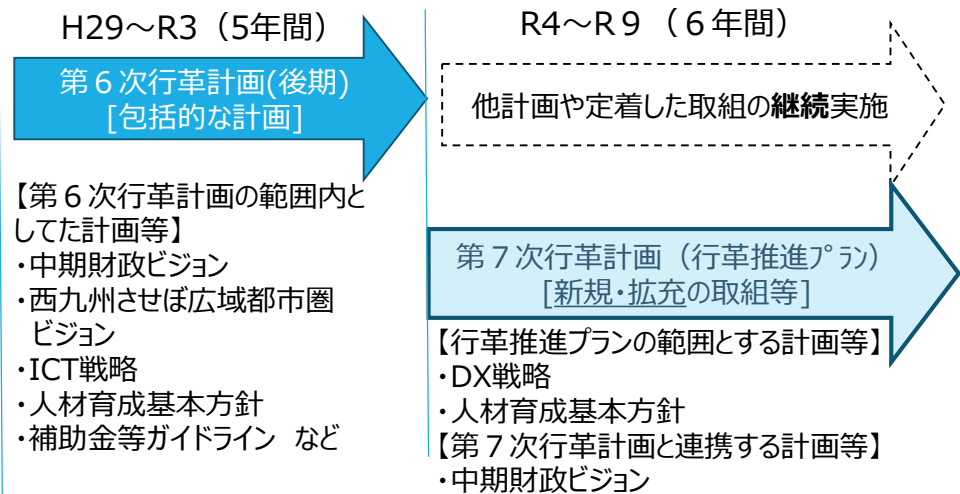 H29～R3（5年間）
第６次行革計画(後期)
[包括的な計画]
【第６次行革計画の範囲内と
してた計画等】
・中期財政ビジョン
・西九州させぼ広域都市圏
ビジョン
・ICT戦略
・人材育成基本方針
・補助金等ガイドライン など
R4～R９（６年間）
他計画や定着した取組の継続実施
第７次行革計画（行革推進プラン）
[新規・拡充の取組等]
【行革推進プランの範囲とする計画等】
・DX戦略
・人材育成基本方針
【第７次行革計画と連携する計画等】
・中期財政ビジョン